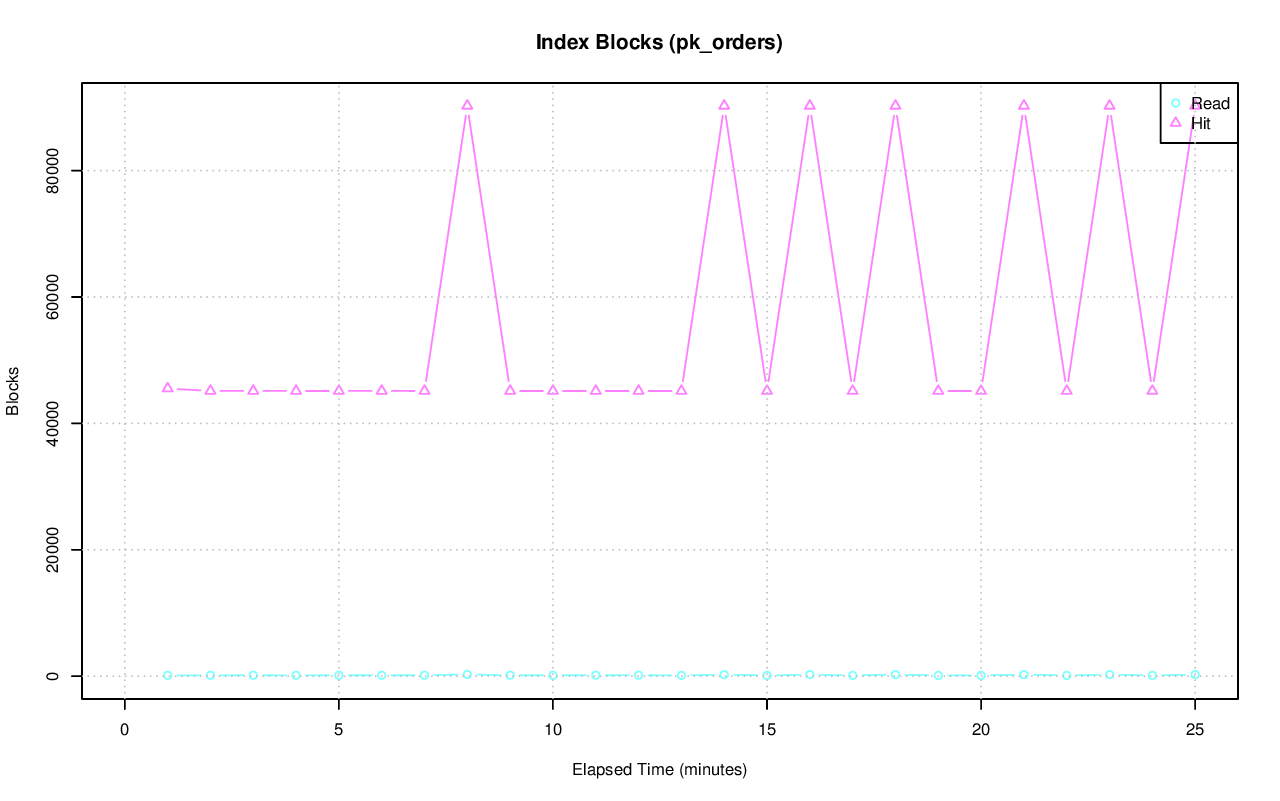 Index Blocks (pk_orders)
Read
Hit
Blocks
80000
60000
40000
20000
0
0 5 10 15 20 25
Elapsed Time (minutes)